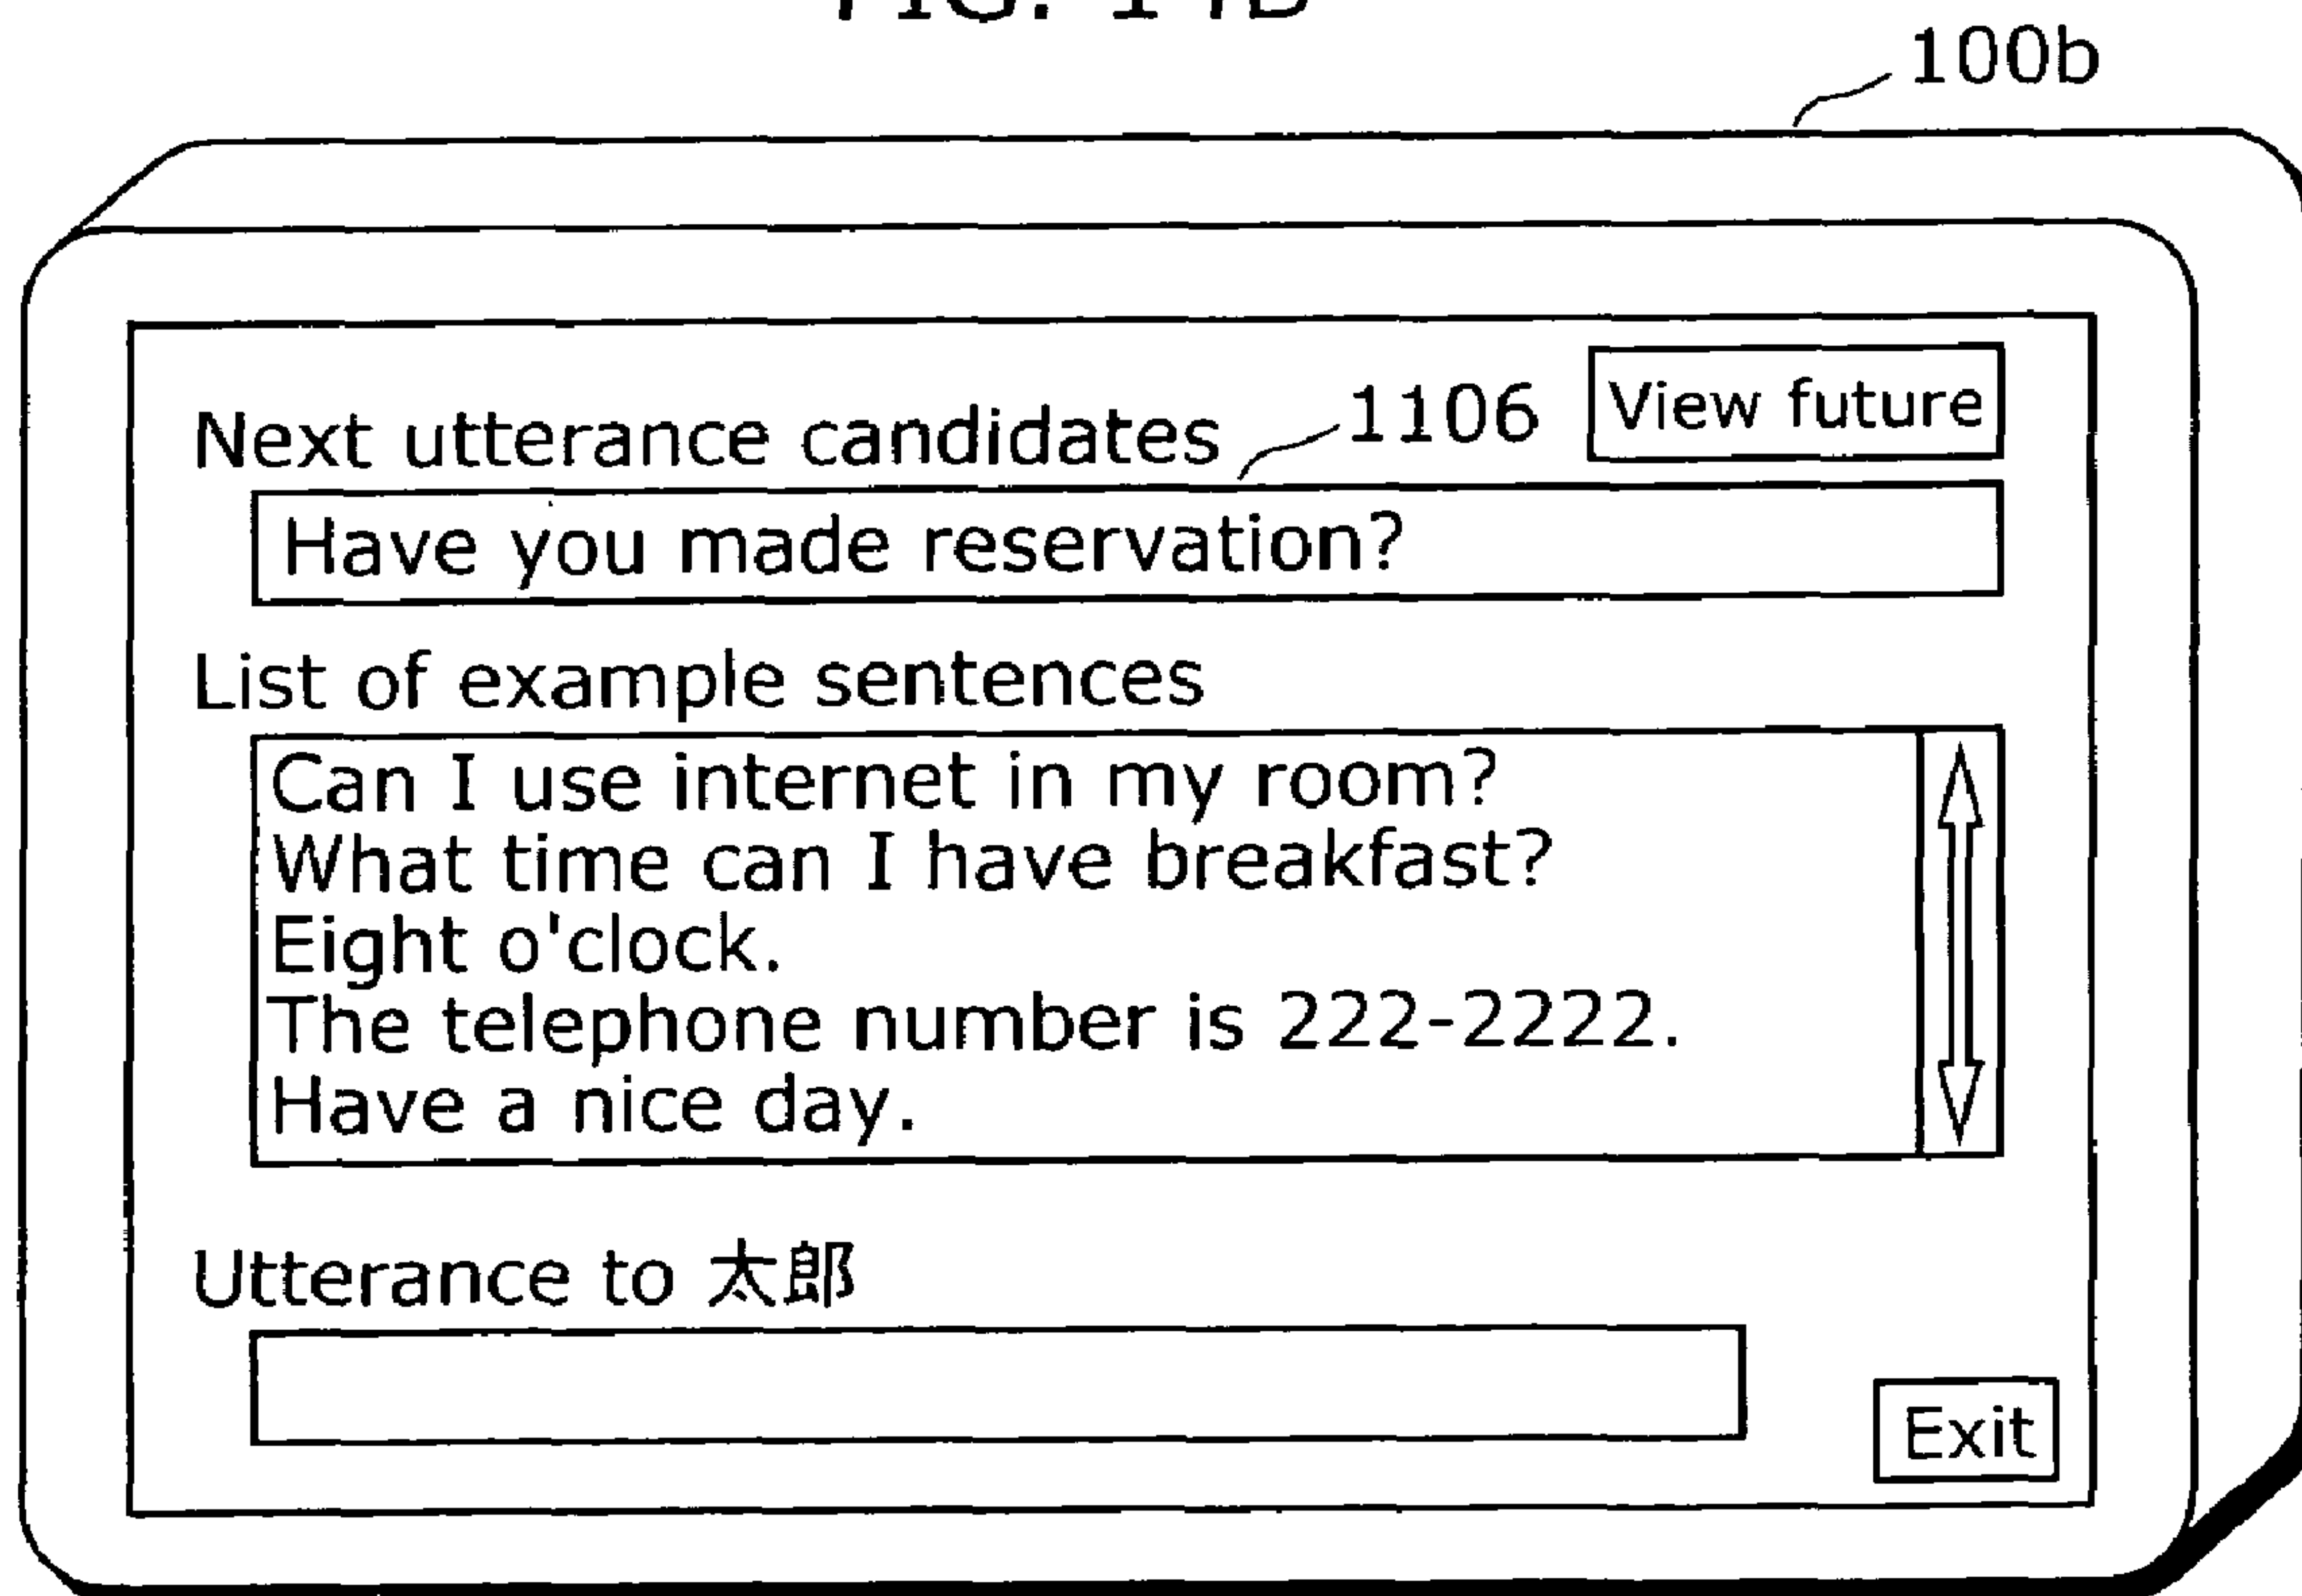 FIG. 14B
100b
Next utterance candidates
1106
View future
Have you made reservation?
List of example sentences
Can I use internet in my room?
What time can I have breakfast?
Eight o'clock.
The telephone number is 222-2222.
Have a nice day.
Utterance to 太郎
Exit